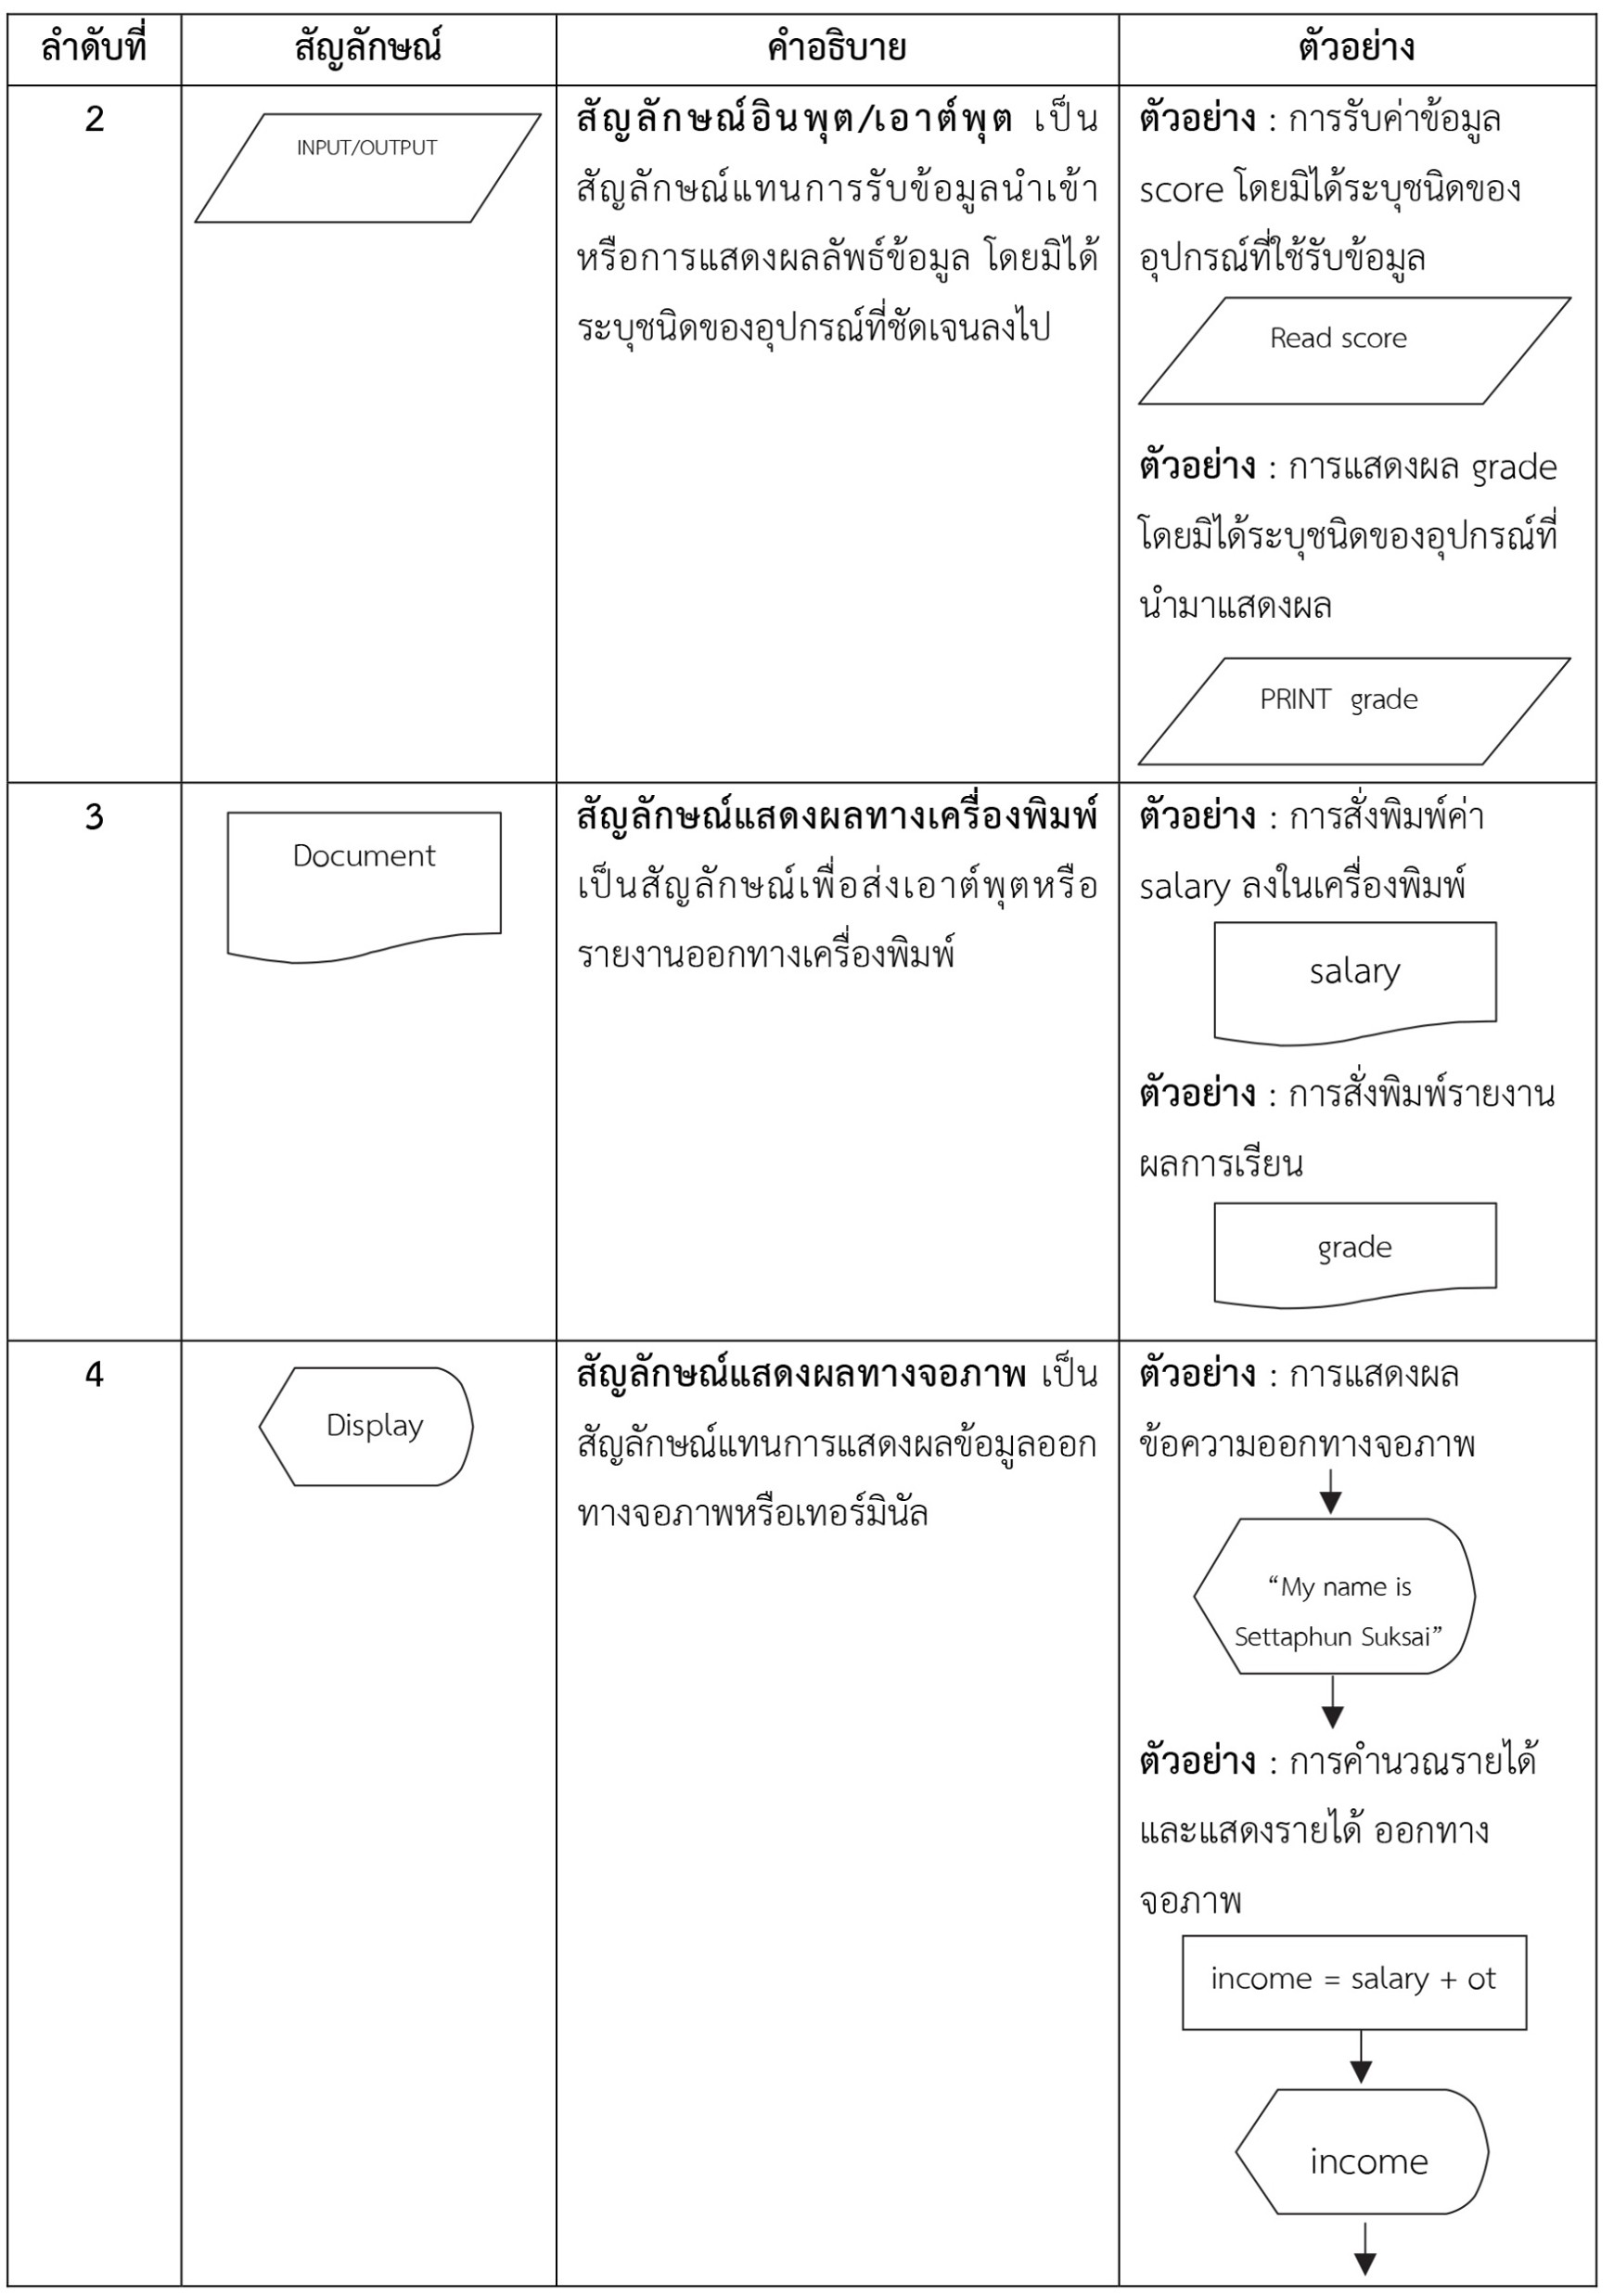 ลำดับที่ สัญลักษณ์ คำอธิบาย ตัวอย่าง
2
INPUT/OUTPUT
สัญลักษณ์อินพุต/เอาต์พุต เป็น
สัญลักษณ์แทนการรับข้อมูลนำเข้า
หรือการแสดงผลลัพธ์ข้อมูล โดยมิได้
ระบุชนิดของอุปกรณ์ที่ชัดเจนลงไป
ตัวอย่าง : การรับค่าข้อมูล
score โดยมิได้ระบุชนิดของ
อุปกรณ์ที่ใช้รับข้อมูล
Read score
ตัวอย่าง : การแสดงผล grade
โดยมิได้ระบุชนิดของอุปกรณ์ที่
นำมาแสดงผล
PRINT grade
3
Document
สัญลักษณ์แสดงผลทางเครื่องพิมพ์
เป็นสัญลักษณ์เพื่อส่งเอาต์พุตหรือ
รายงานออกทางเครื่องพิมพ์
ตัวอย่าง : การสั่งพิมพ์ค่า
salary ลงในเครื่องพิมพ์
salary
ตัวอย่าง : การสั่งพิมพ์รายงาน
ผลการเรียน
grade
4
Display
สัญลักษณ์แสดงผลทางจอภาพ เป็น
สัญลักษณ์แทนการแสดงผลข้อมูลออก
ทางจอภาพหรือเทอร์มินัล
ตัวอย่าง : การแสดงผล
ข้อความออกทางจอภาพ
“My name is
Settaphun Suksai”
ตัวอย่าง : การคำนวณรายได้
และแสดงรายได้ ออกทาง
จอภาพ
income = salary + ot
income